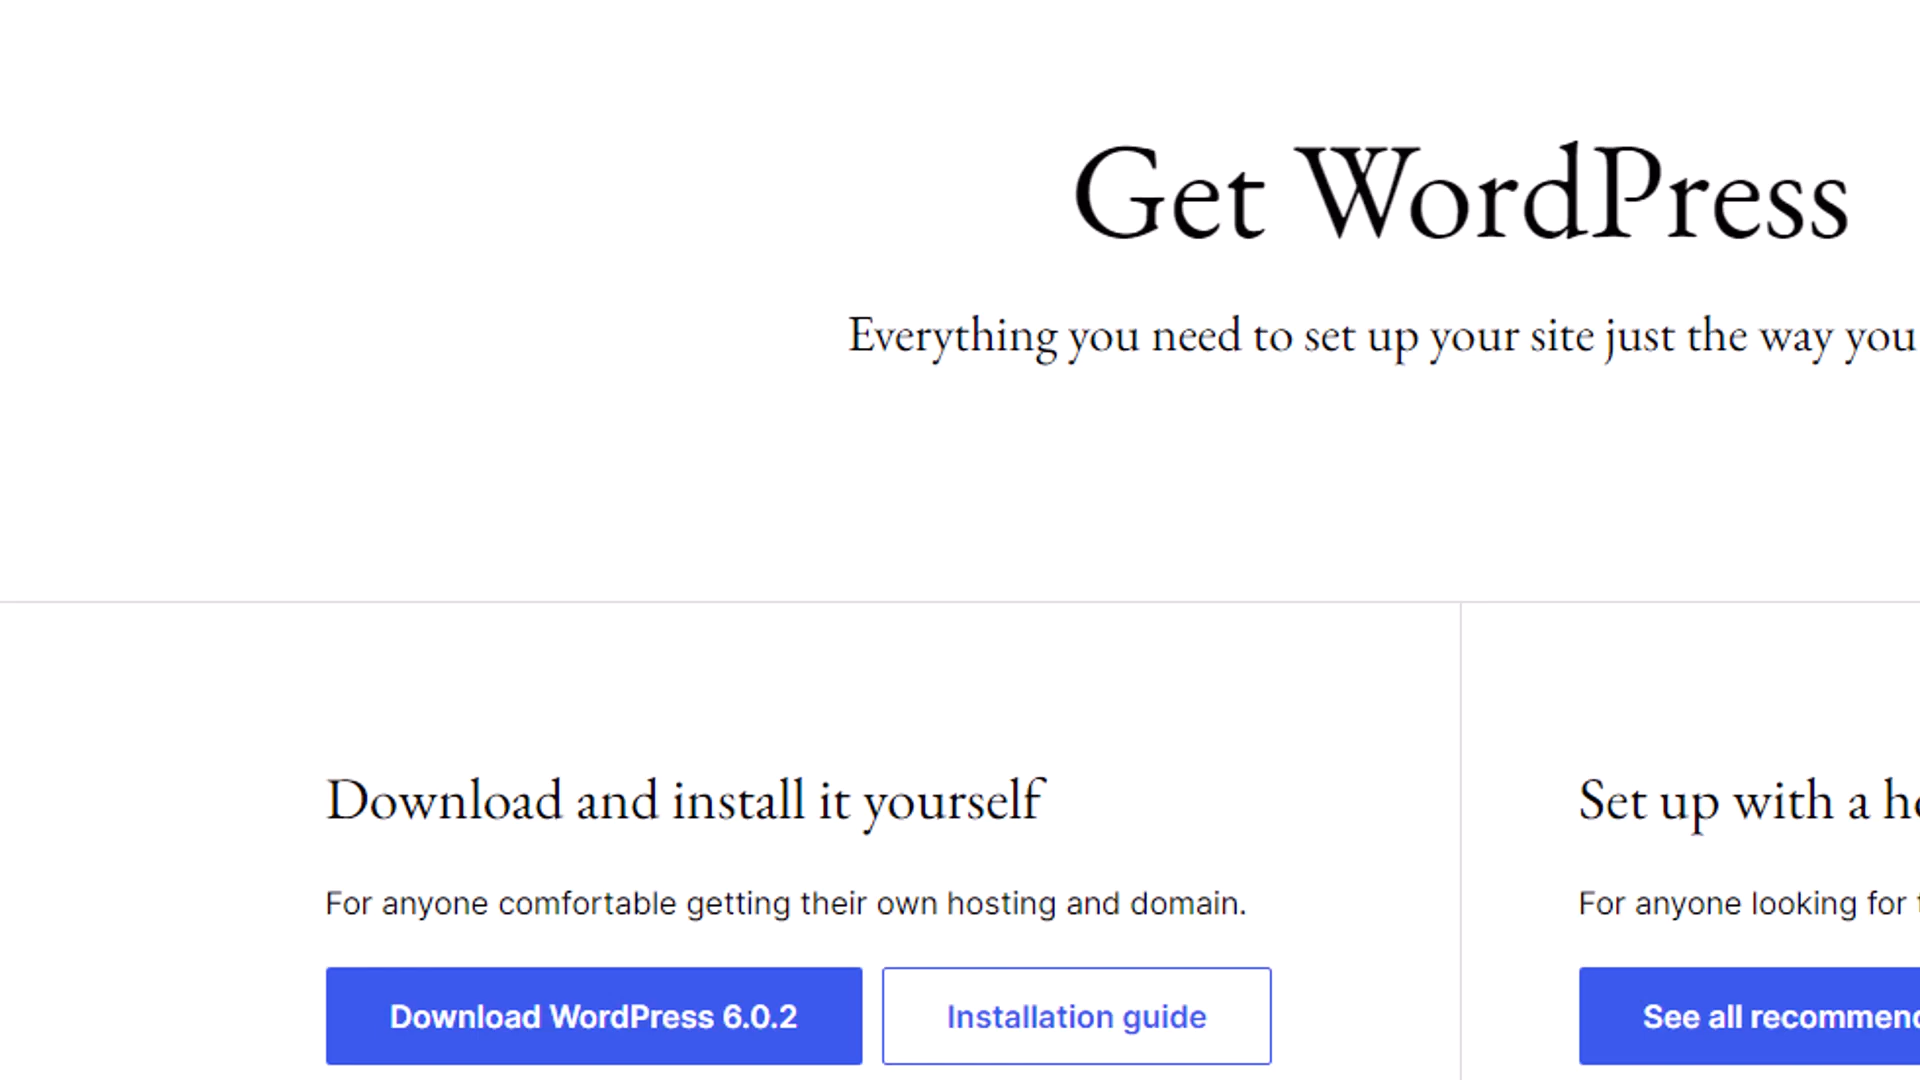 Get WordPress
Everything you need to set up your site just the way you
Download and install it yourself
For anyone comfortable getting their own hosting and domain.
Download WordPress 6.0.2
Installation guide
Set up with a
For anyone looking for
See all